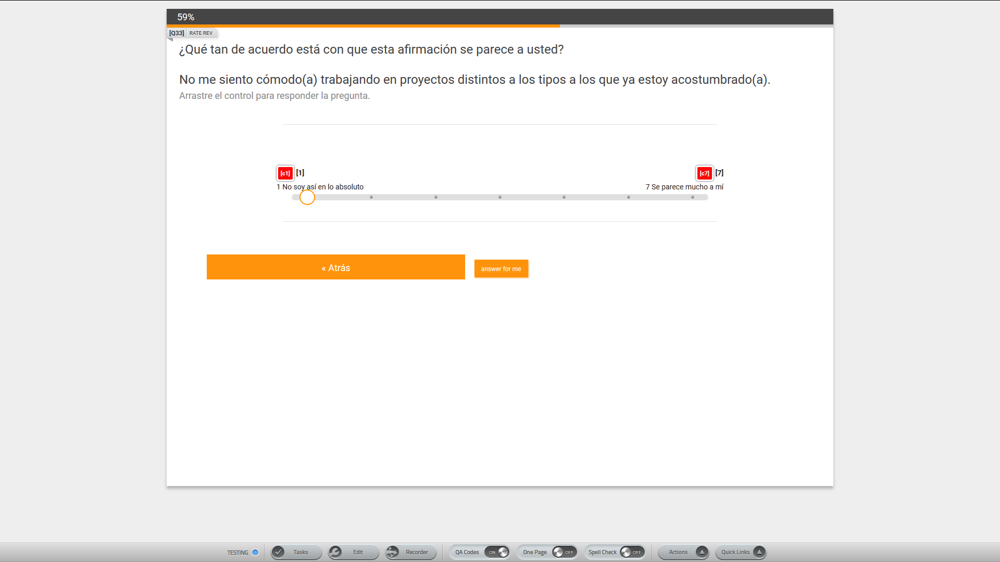 59%
[Q33] RATE REV
¿Qué tan de acuerdo está con que esta afirmación se parece a usted?
No me siento cómodo(a) trabajando en proyectos distintos a los tipos a los que ya estoy acostumbrado(a).
Arrastre el control para responder la pregunta.
[c1] [1] [c7] [7]
1 No soy así en lo absoluto 7 Se parece mucho a mí
« Atrás answer for me
TESTING Tasks Edit Recorder QA Codes ON One Page OFF Spell Check OFF Actions Quick Links